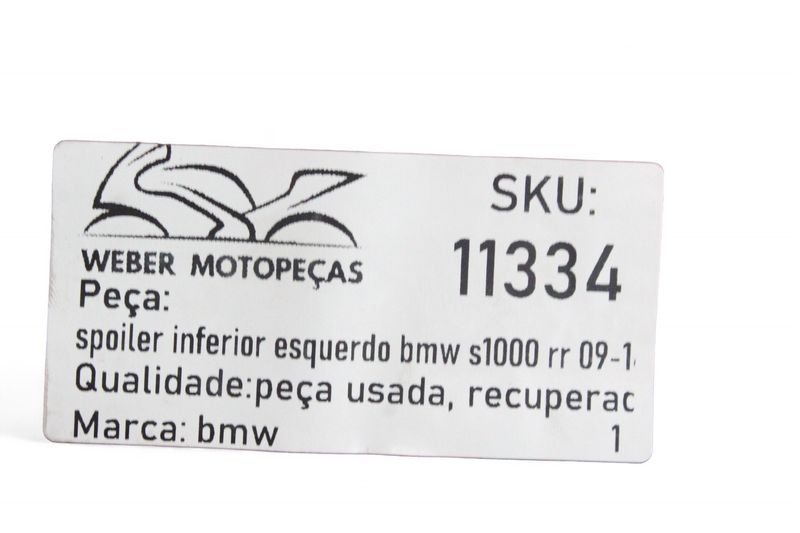 WEBER MOTOPEÇAS
SKU:
11334
Peça:
spoiler inferior esquerdo bmw s1000 rr 09-1
Qualidade:peça usada, recuperac
Marca: bmw
1